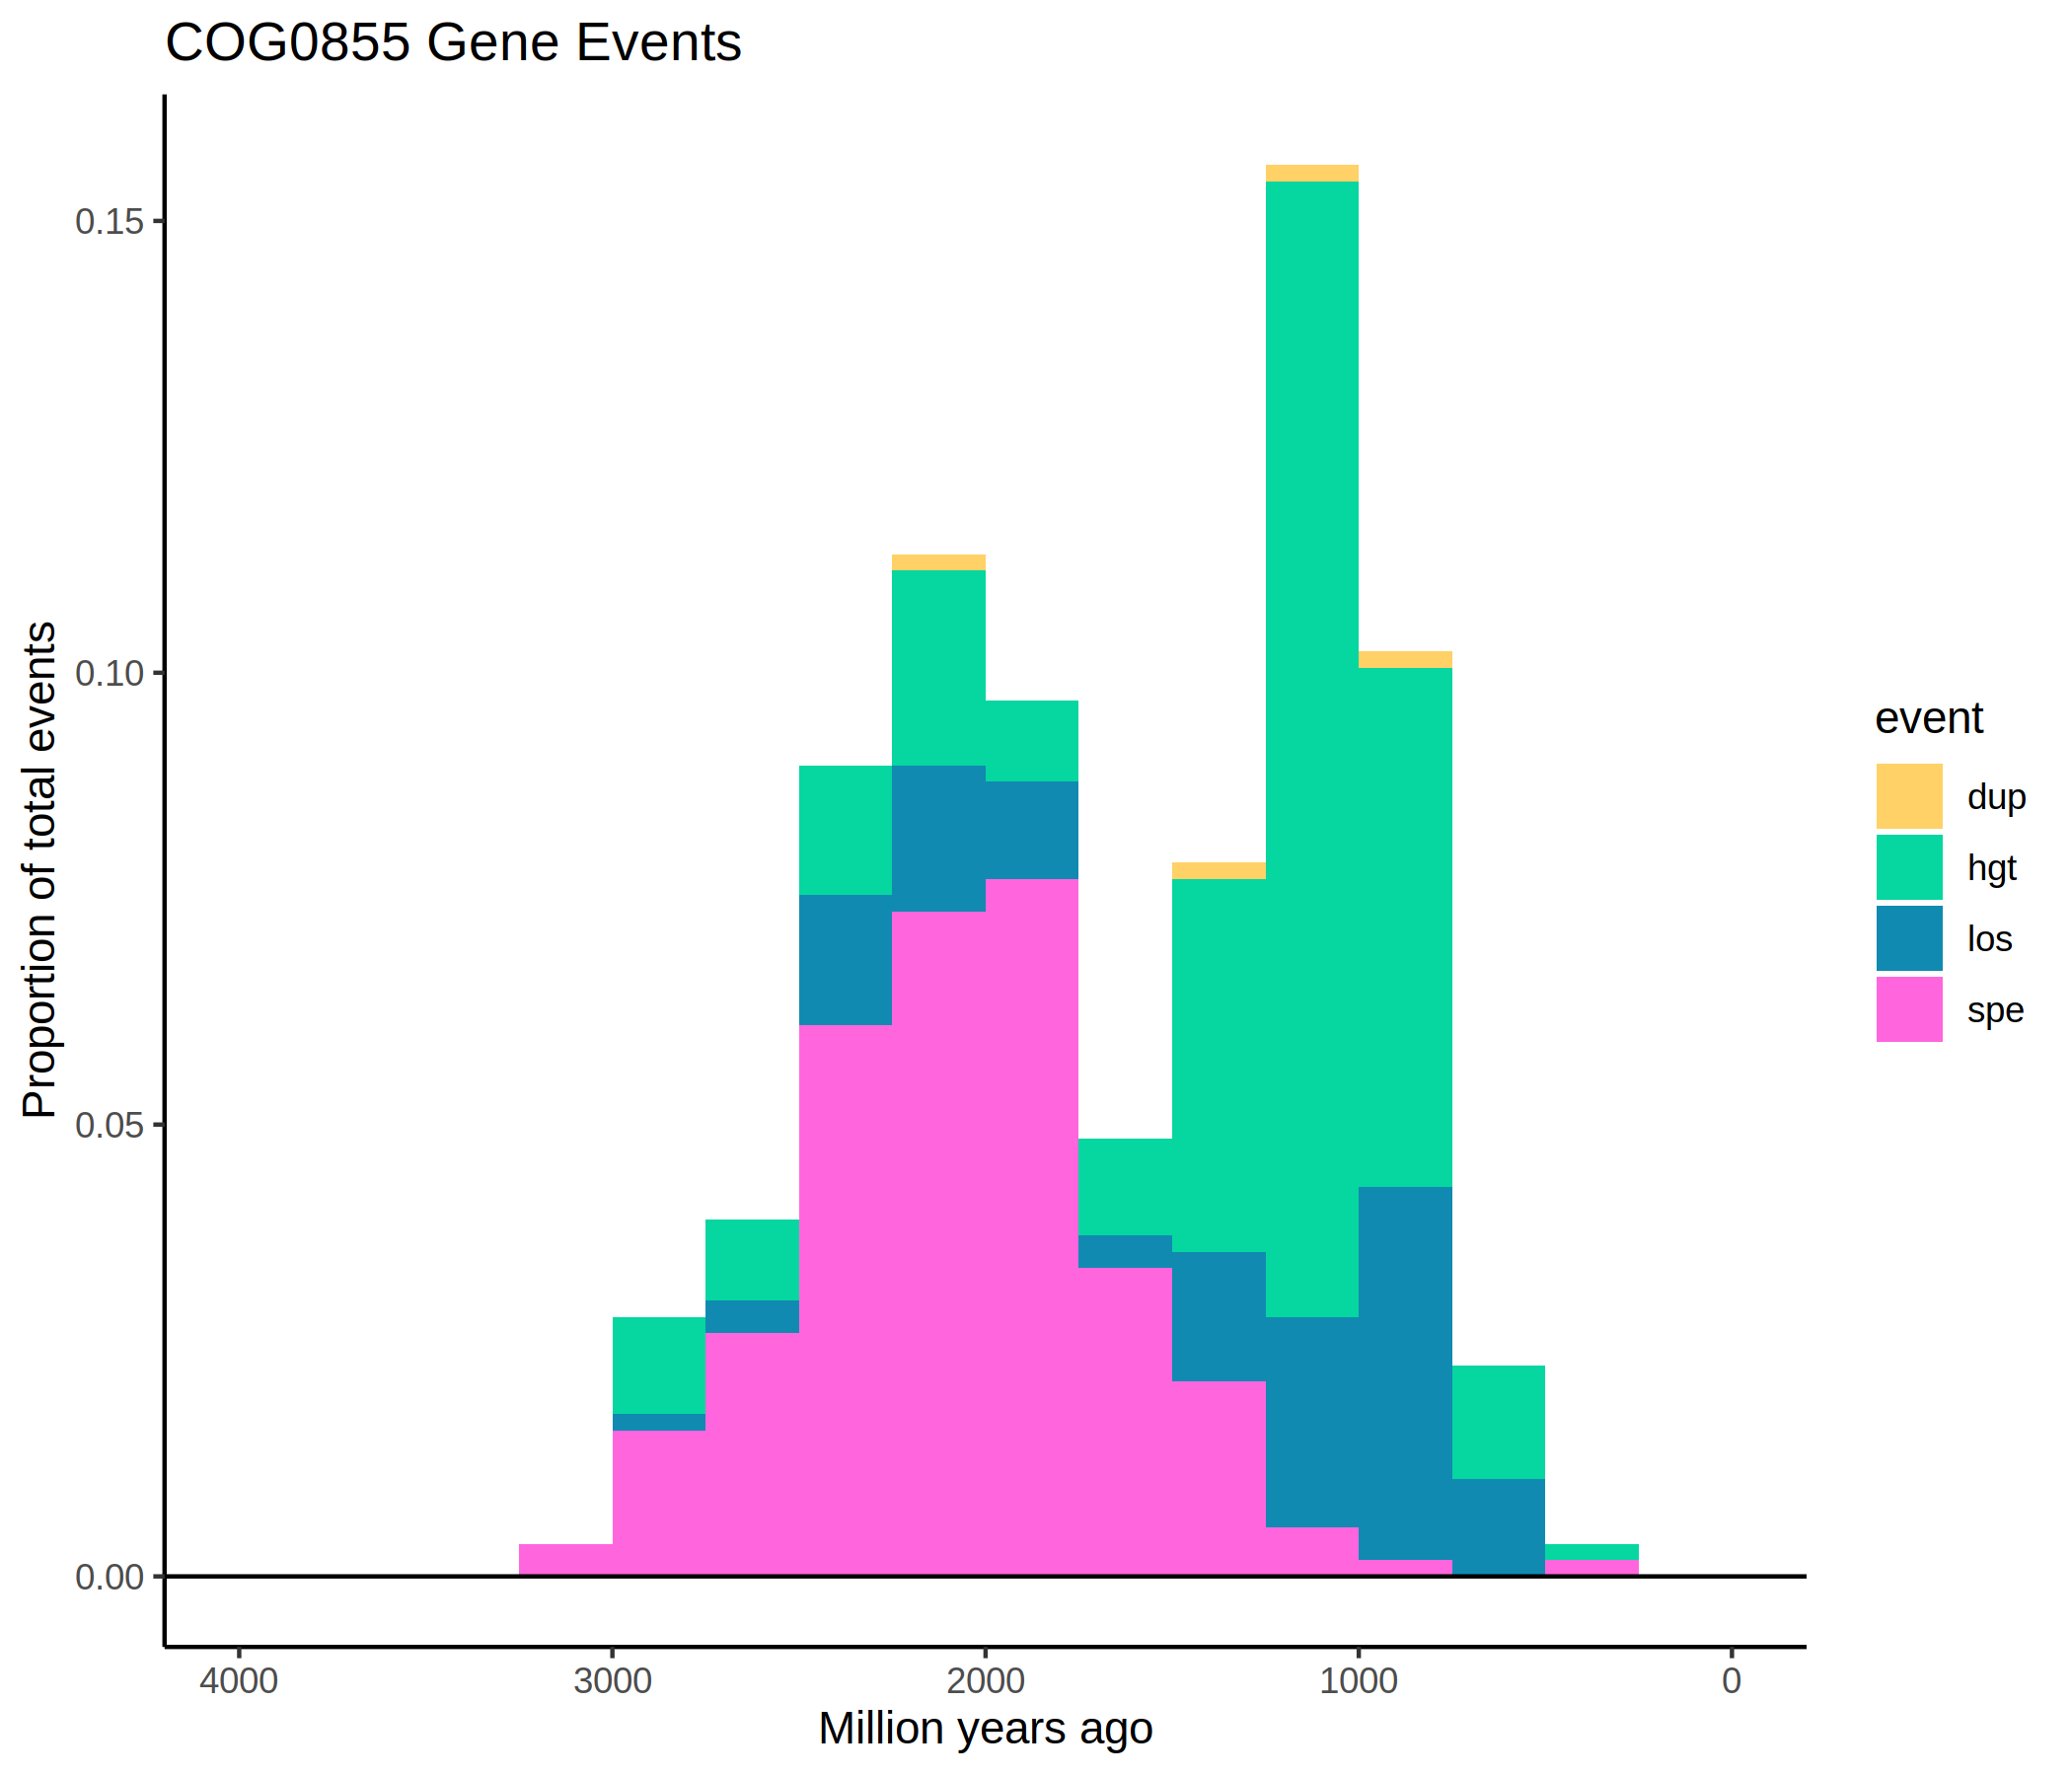 COG0855 Gene Events
Proportion of total events
0.15
0.10
0.05
0.00
4000 3000 2000 1000 0
Million years ago
event
dup
hgt
los
spe